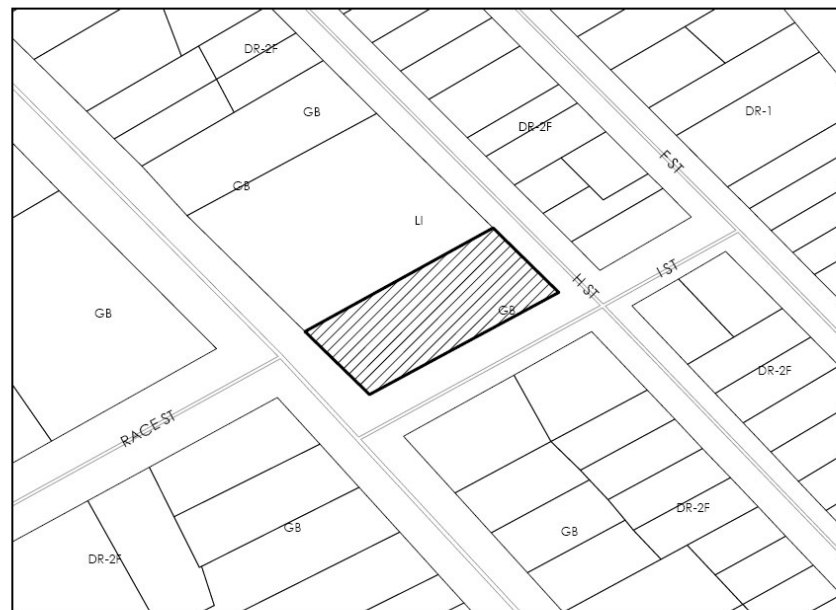 DR-2F
GB
DR-1
DR-2F
F ST
GB
LI
H ST
I ST
GB
GB
DR-2F
RACE ST
DR-2F
GB
GB
DR-2F